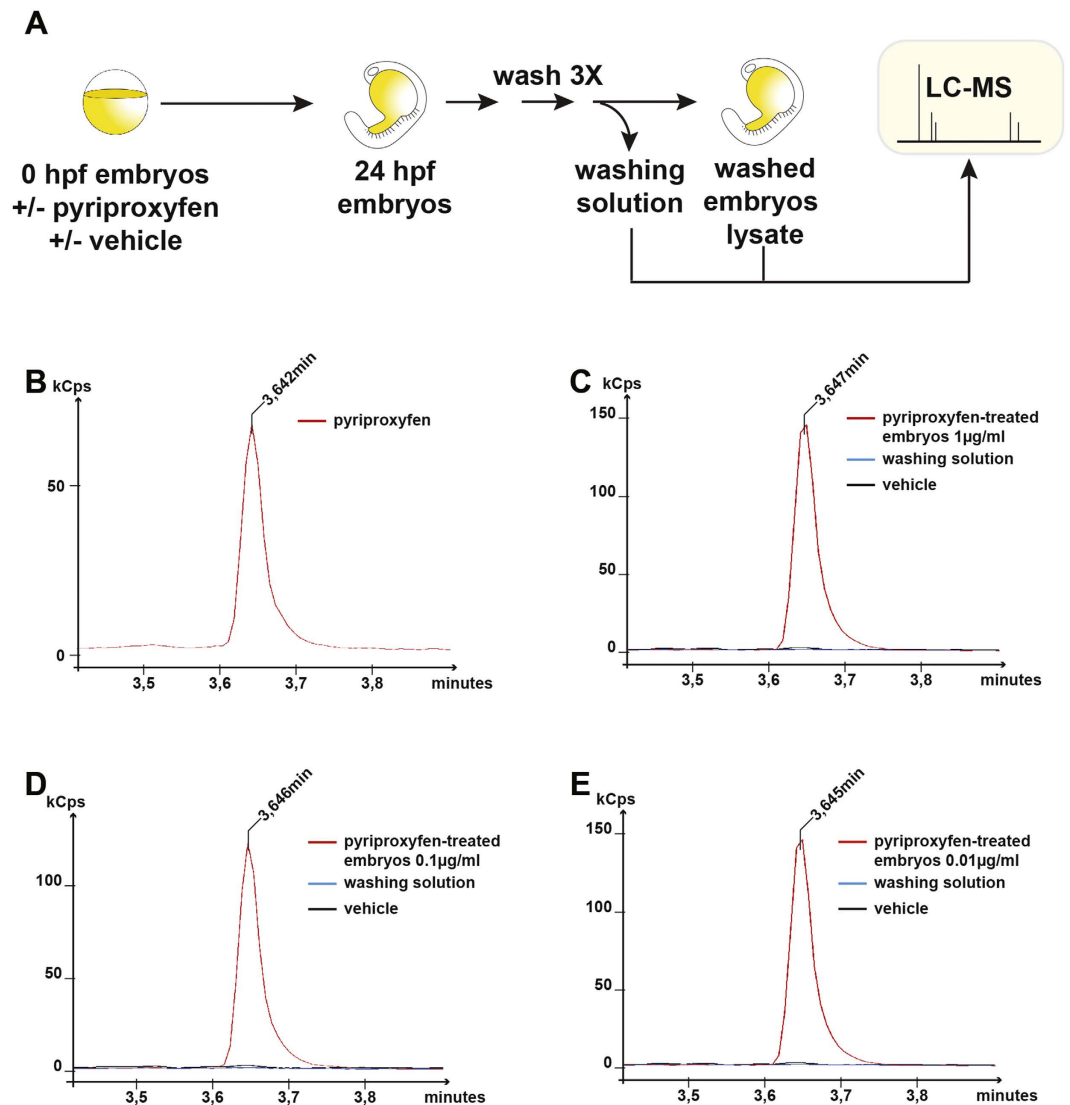 A
wash 3X
LC-MS
0 hpf embryos
+/- pyriproxyfen
+/- vehicle
24 hpf
embryos
washing
solution
washed
embryos
lysate
B
kCps
3,642min
pyriproxyfen
50
0
3,5
3,6
3,7
3,8
minutes
C
kCps
3,647min
pyriproxyfen-treated
embryos 1µg/ml
washing solution
vehicle
150
100
50
0
3,5
3,6
3,7
3,8
minutes
D
kCps
3,646min
pyriproxyfen-treated
embryos 0.1µg/ml
washing solution
vehicle
100
50
0
3,5
3,6
3,7
3,8
minutes
E
kCps
3,645min
pyriproxyfen-treated
embryos 0.01µg/ml
washing solution
vehicle
150
100
50
0
3,5
3,6
3,7
3,8
minutes